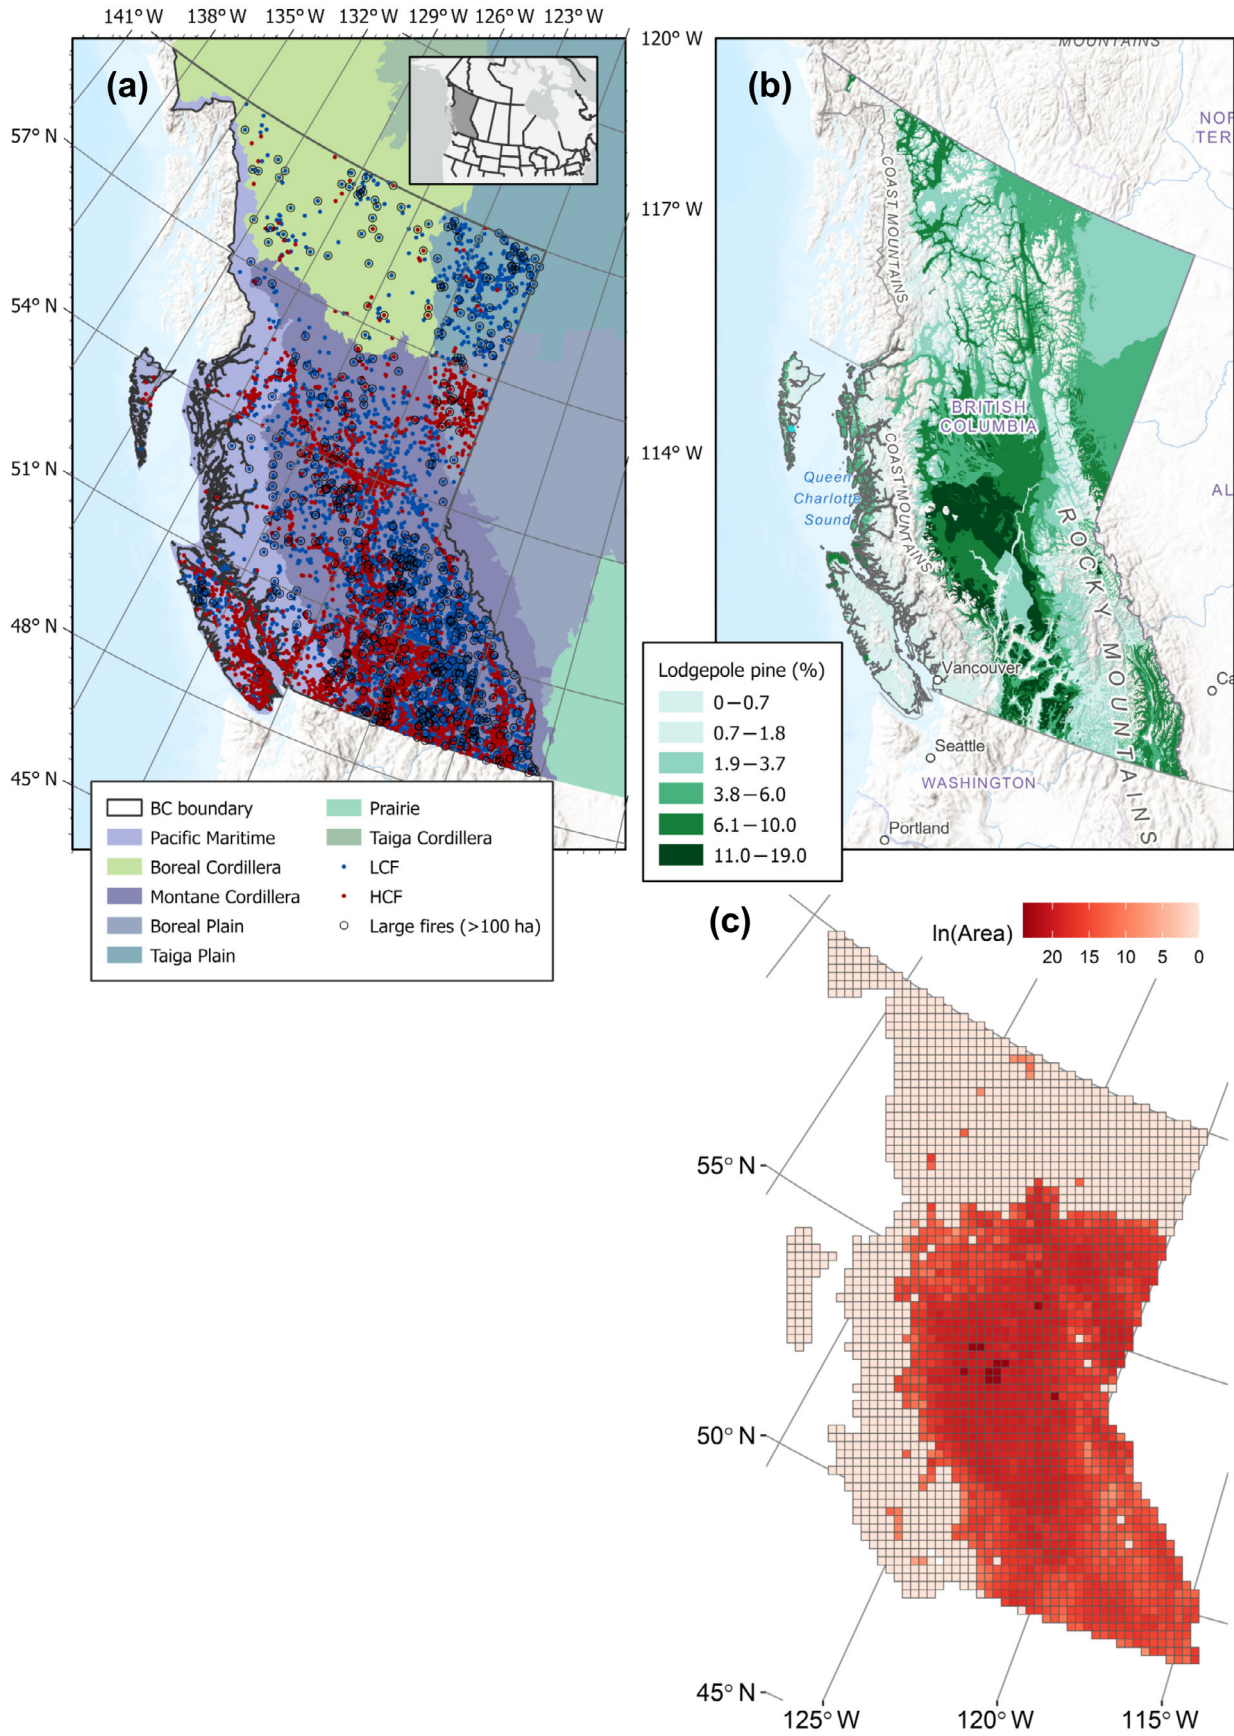 141° W 138° W 135° W 132° W 129° W 126° W 123° W
120° W
117° W
114° W
57° N
54° N
51° N
48° N
45° N
(a)
BC boundary
Pacific Maritime
Boreal Cordillera
Montane Cordillera
Boreal Plain
Taiga Plain
Prairie
Taiga Cordillera
LCF
HCF
Large fires (>100 ha)
(b)
MOUNTAINS
NOR
TER
COAST MOUNTAINS
BRITISH
COLUMBIA
Queen
Charlotte
Sound
COAST MOUNTAINS
ROCKY MOUNTAINS
AL
Vancouver
Ca
Seattle
WASHINGTON
Portland
Lodgepole pine (%)
0–0.7
0.7–1.8
1.9–3.7
3.8–6.0
6.1–10.0
11.0–19.0
(c)
ln(Area)
20 15 10 5 0
55° N
50° N
45° N
125° W 120° W 115° W